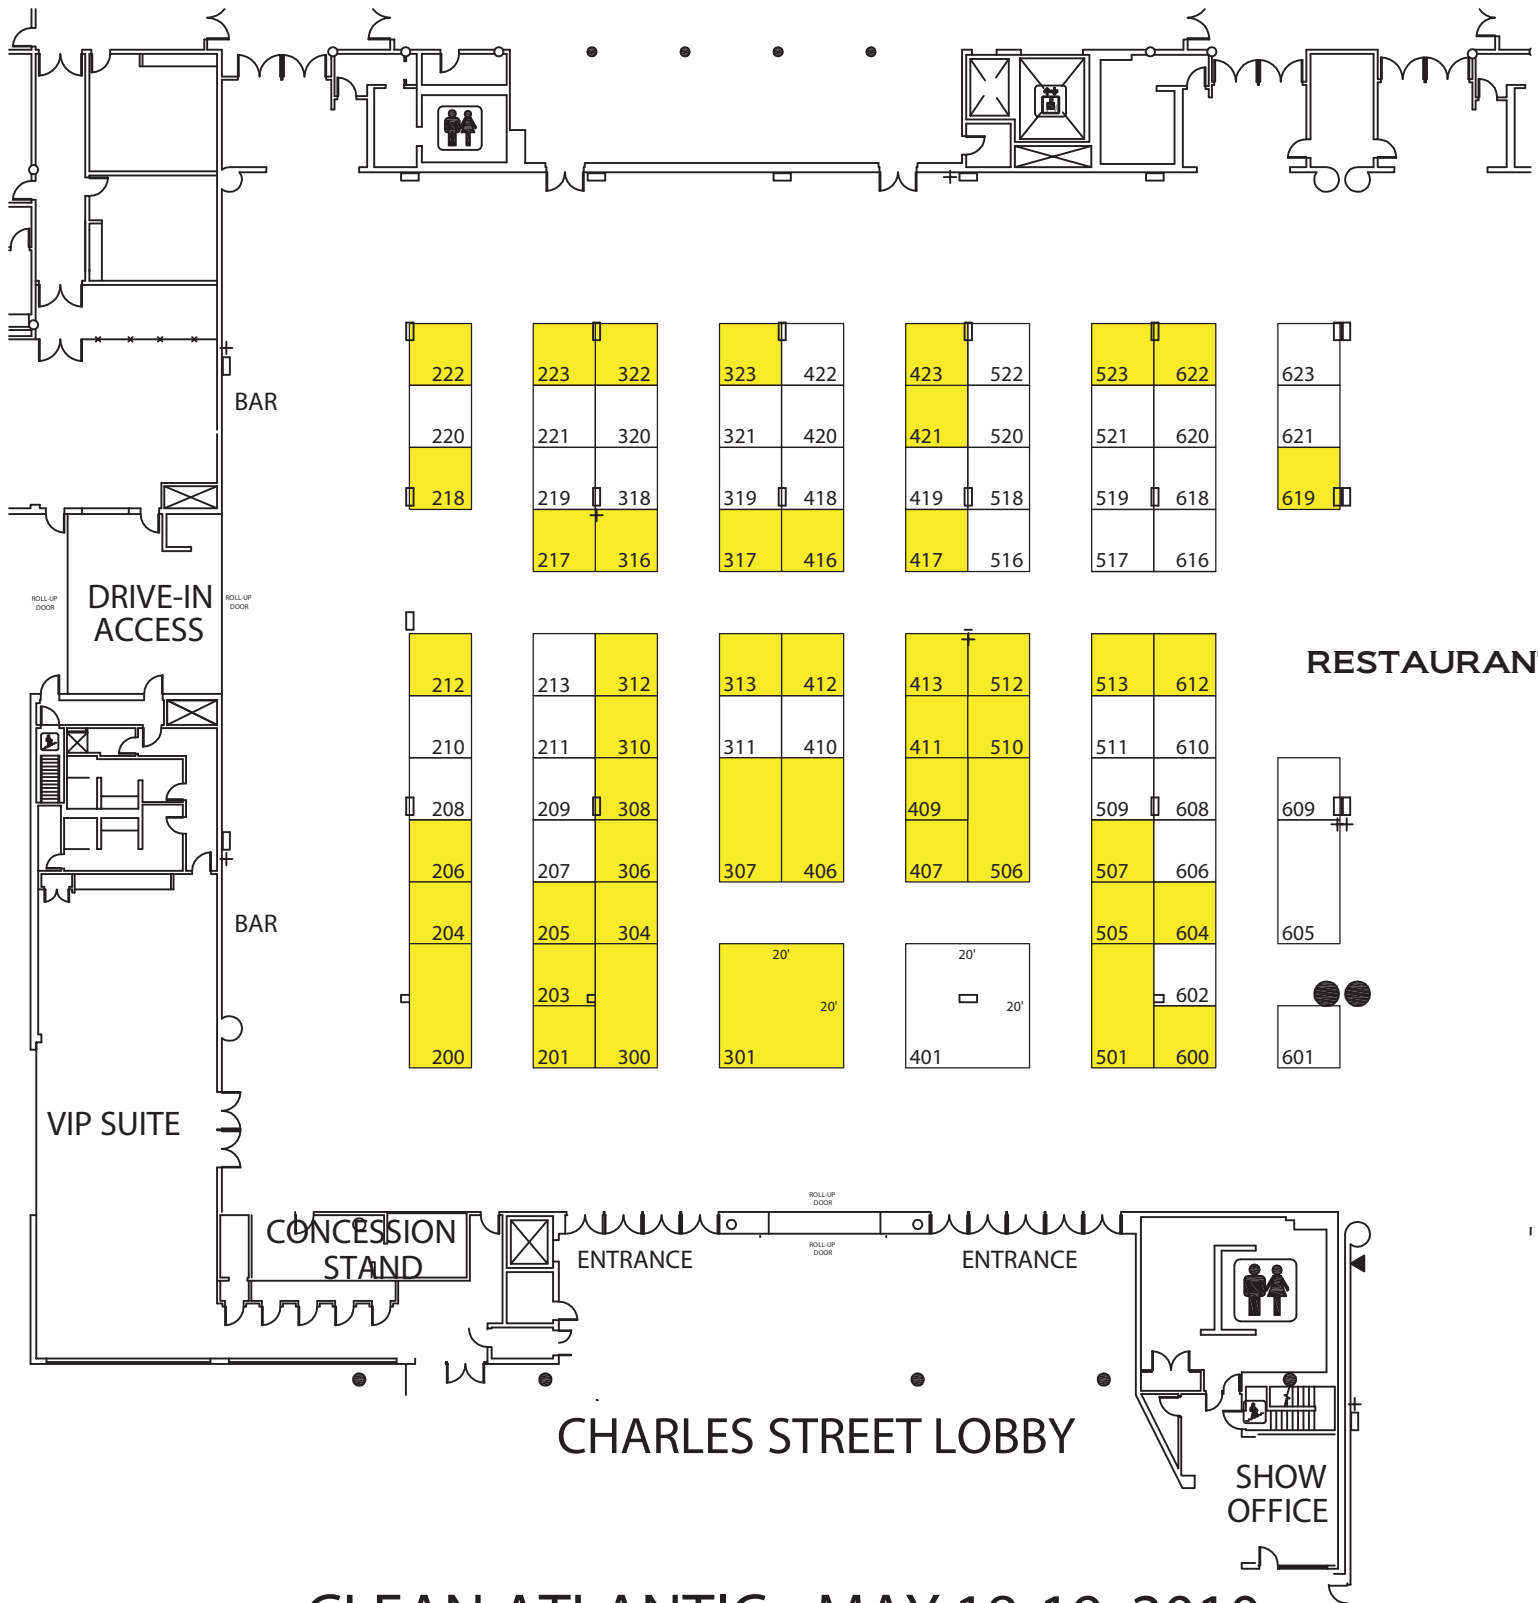 222 223 322 323 422 423 522 523 622 623
BAR
220 221 320 321 420 421 520 521 620 621
218 219 318 319 418 419 518 519 618 619
217 316 317 416 417 516 517 616
ROLL-UP
DOOR
DRIVE-IN
ACCESS
ROLL-UP
DOOR
RESTAURAN
212 213 312 313 412 413 512 513 612
210 211 310 311 410 411 510 511 610
208 209 308 409 509 608 609
206 207 306 307 406 407 506 507 606
BAR
204 205 304 505 604 605
20' 20'
203 602
20' 20'
200 201 300 301 401 501 600 601
VIP SUITE
ROLL-UP
DOOR
CONCESSION
STAND
ENTRANCE
ROLL-UP
DOOR
ENTRANCE
CHARLES STREET LOBBY
SHOW
OFFICE
CLEAN ATLANTIC - MAY 18-19, 2010